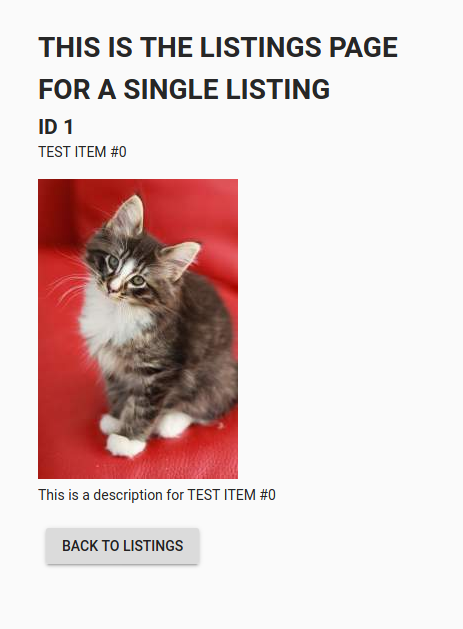 THIS IS THE LISTINGS PAGE
FOR A SINGLE LISTING
ID 1
TEST ITEM #0
This is a description for TEST ITEM #0
BACK TO LISTINGS